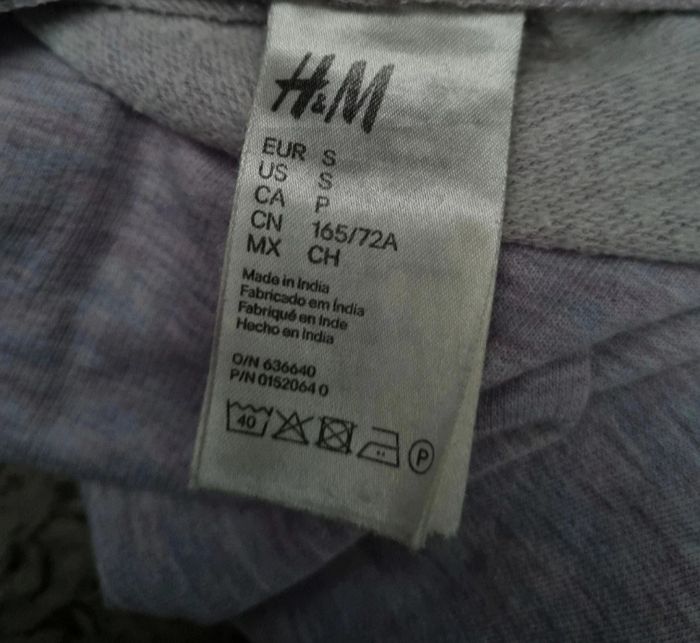 H&M
EUR S
US S
CA P
CN 165/72A
MX CH
Made in India
Fabricado em Índia
Fabriqué en Inde
Hecho en India
O/N 636640
P/N 0152064 0
40 P